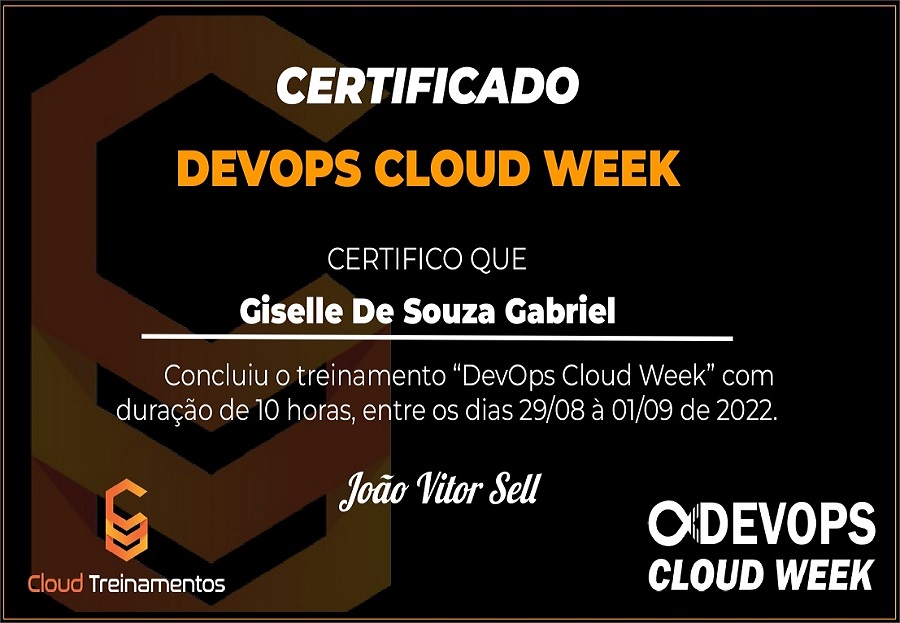 CERTIFICADO
DEVOPS CLOUD WEEK
CERTIFICO QUE
Giselle De Souza Gabriel
Concluiu o treinamento “DevOps Cloud Week” com
duração de 10 horas, entre os dias 29/08 à 01/09 de 2022.
João Vitor Sell
Cloud Treinamentos
DEVOPS
CLOUD WEEK